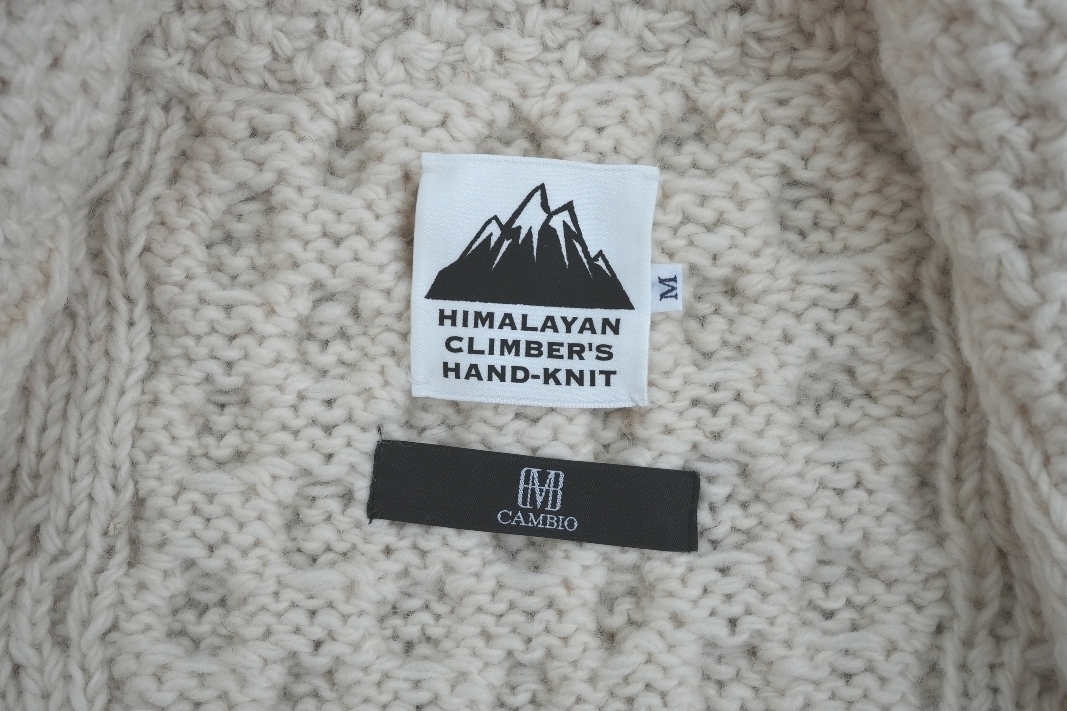 HIMALAYAN
CLIMBER'S
HAND-KNIT
M
CAMBIO